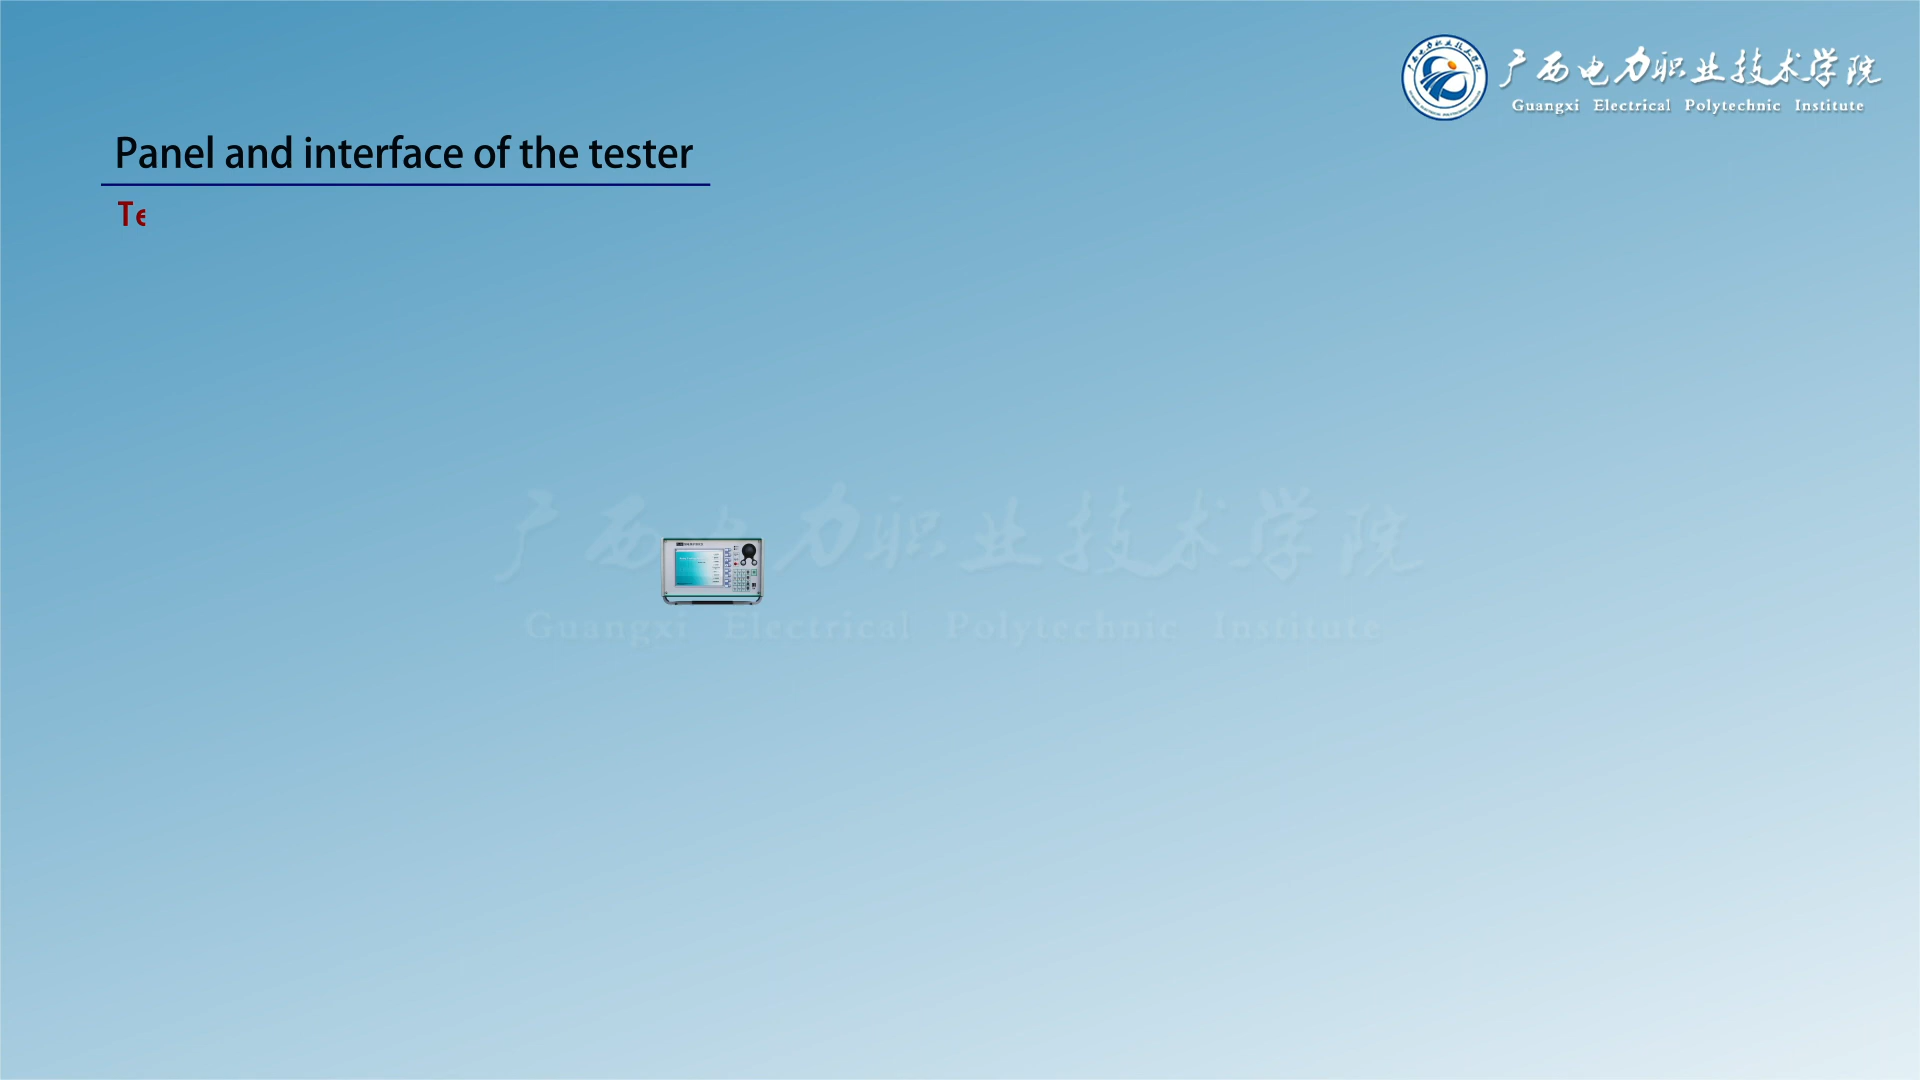 广西电力职业技术学院
Guangxi Electrical Polytechnic Institute
Panel and interface of the tester
Te
广西电力职业技术学院
Guangxi Electrical Polytechnic Institute